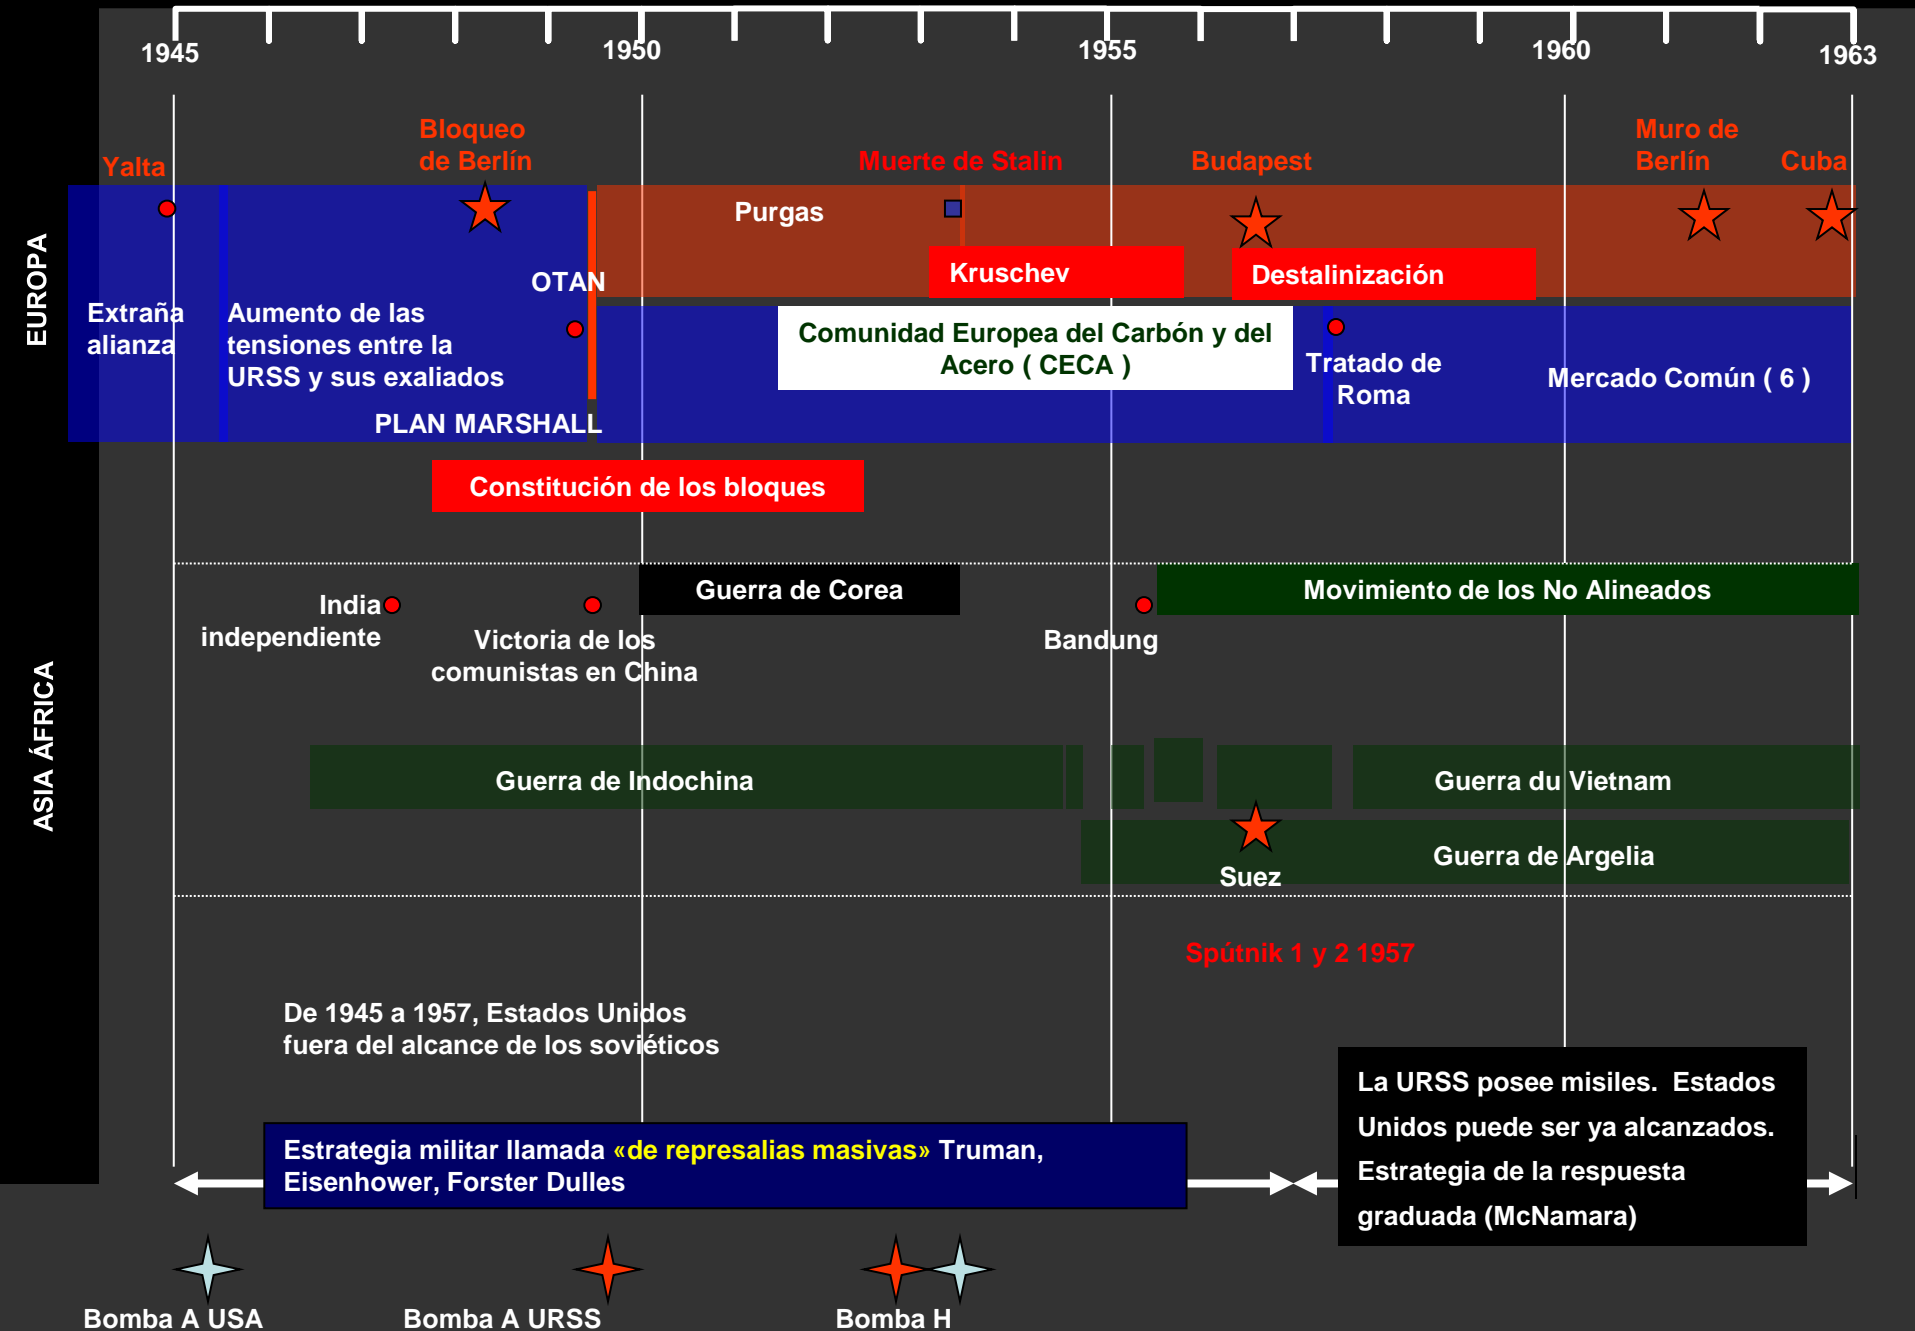 1945
1950
1955
1960
1963
EUROPA
Yalta
Bloqueo
de Berlín
Muerte de Stalin
Budapest
Muro de
Berlín
Cuba
Purgas
Kruschev
Destalinización
OTAN
Extraña
alianza
Aumento de las
tensiones entre la
URSS y sus exaliados
PLAN MARSHALL
Comunidad Europea del Carbón y del
Acero ( CECA )
Tratado de
Roma
Mercado Común ( 6 )
Constitución de los bloques
ASIA ÁFRICA
India
independiente
Victoria de los
comunistas en China
Guerra de Corea
Bandung
Movimiento de los No Alineados
Guerra de Indochina
Guerra du Vietnam
Guerra de Argelia
Suez
Spútnik 1 y 2 1957
De 1945 a 1957, Estados Unidos
fuera del alcance de los soviéticos
Estrategia militar llamada «de represalias masivas» Truman,
Eisenhower, Forster Dulles
La URSS posee misiles. Estados
Unidos puede ser ya alcanzados.
Estrategia de la respuesta
graduada (McNamara)
Bomba A USA
Bomba A URSS
Bomba H